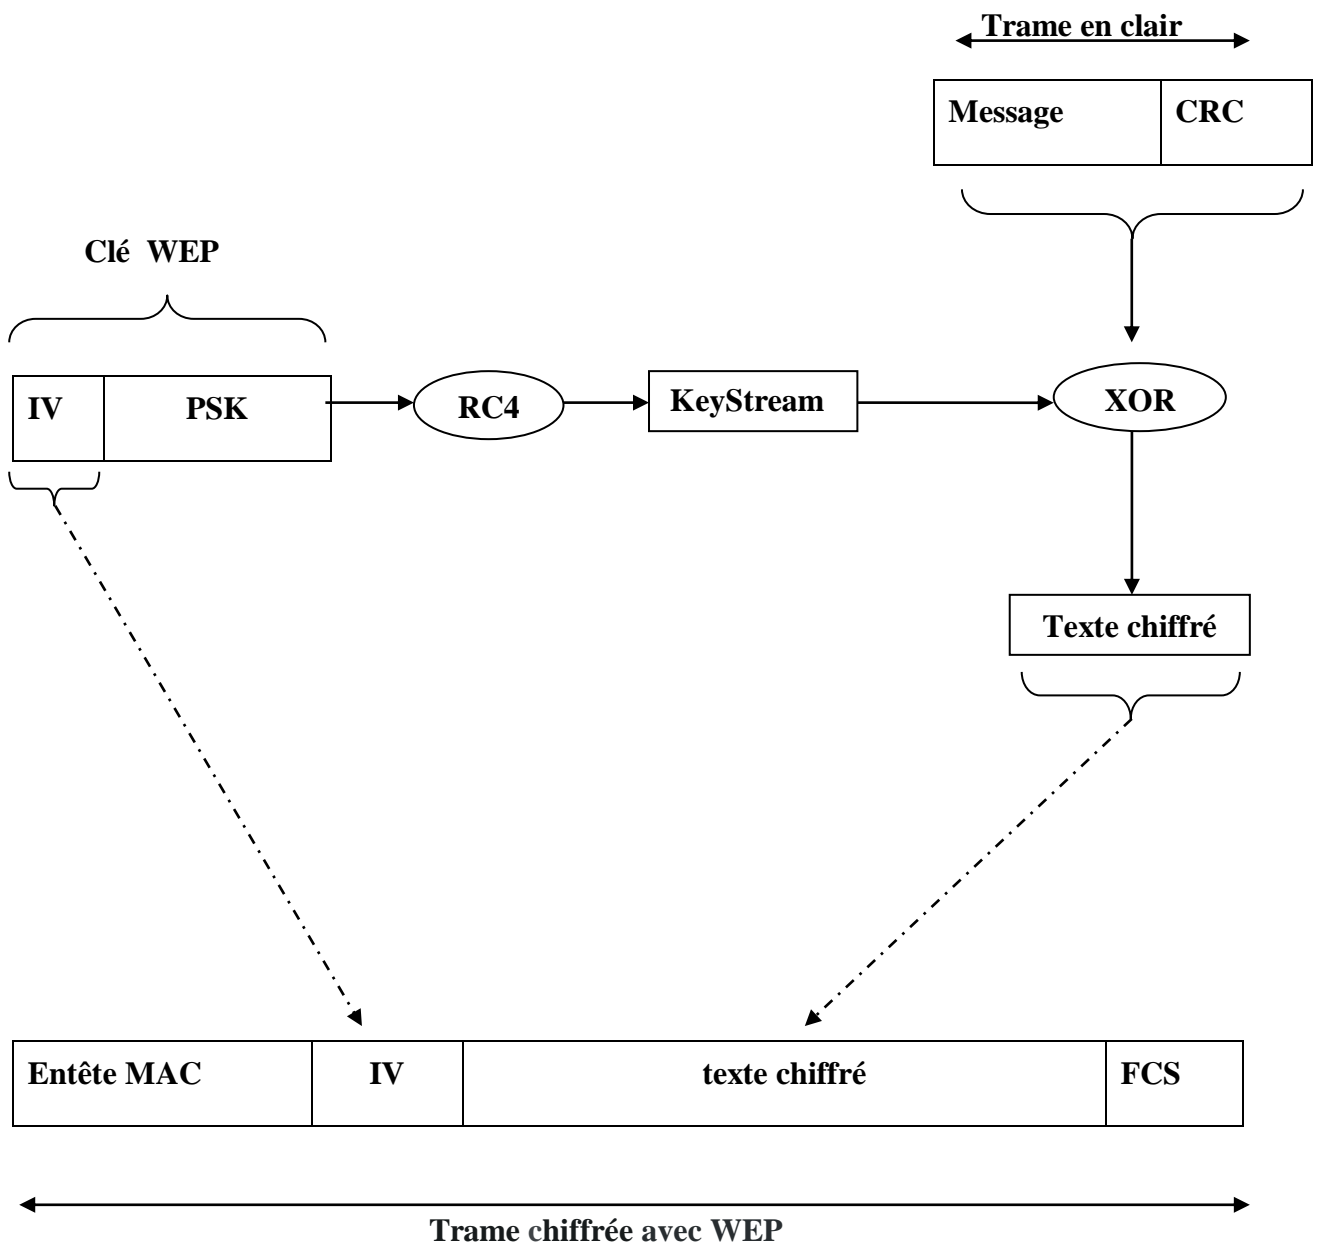 Trame en clair
Message CRC
Clé WEP
IV PSK RC4 KeyStream XOR
Texte chiffré
Entête MAC IV texte chiffré FCS
Trame chiffrée avec WEP